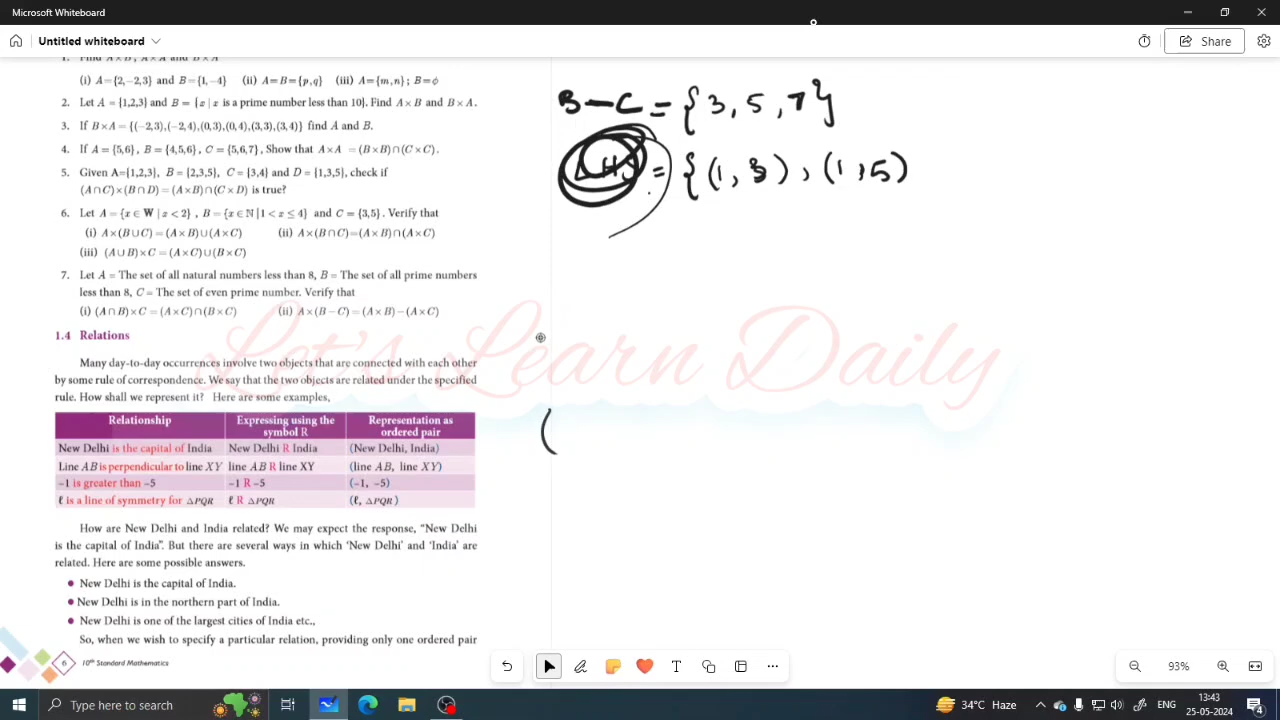 Microsoft Whiteboard
Untitled whiteboard
Share
1. Find A×B, A×A and B×A
(i) A={2,−2,3} and B={1,−4} (ii) A=B={p,q} (iii) A={m,n}; B=ϕ
2. Let A = {1,2,3} and B = {x | x is a prime number less than 10}. Find A×B and B×A.
3. If B×A = {(−2,3),(−2,4),(0,3),(0,4),(3,3),(3,4)} find A and B.
4. If A = {5,6}, B = {4,5,6}, C = {5,6,7}, Show that A×A = (B×B)∩(C×C).
5. Given A={1,2,3}, B = {2,3,5}, C = {3,4} and D = {1,3,5}, check if
(A∩C)×(B∩D) = (A×B)∩(C×D) is true?
6. Let A = {x ∈ 𝕎 | x < 2}, B = {x ∈ ℕ | 1 < x ≤ 4} and C = {3,5}. Verify that
(i) A×(B∪C) = (A×B)∪(A×C) (ii) A×(B∩C)=(A×B)∩(A×C)
(iii) (A∪B)×C = (A×C)∪(B×C)
7. Let A = The set of all natural numbers less than 8, B = The set of all prime numbers
less than 8, C = The set of even prime number. Verify that
(i) (A∩B)×C = (A×C)∩(B×C) (ii) A×(B−C) = (A×B)−(A×C)
1.4 Relations
Many day-to-day occurrences involve two objects that are connected with each other
by some rule of correspondence. We say that the two objects are related under the specified
rule. How shall we represent it? Here are some examples,
Relationship Expressing using the symbol R Representation as ordered pair
New Delhi is the capital of India New Delhi R India (New Delhi, India)
Line AB is perpendicular to line XY line AB R line XY (line AB, line XY)
−1 is greater than −5 −1 R −5 (−1, −5)
ℓ is a line of symmetry for △PQR ℓ R △PQR (ℓ, △PQR)
How are New Delhi and India related? We may expect the response, “New Delhi
is the capital of India”. But there are several ways in which ‘New Delhi’ and ‘India’ are
related. Here are some possible answers.
● New Delhi is the capital of India.
● New Delhi is in the northern part of India.
● New Delhi is one of the largest cities of India etc.,
So, when we wish to specify a particular relation, providing only one ordered pair
6 10th Standard Mathematics
B − C = {3, 5, 7}
= {(1, 3), (1, 5)
(
Let's Learn Daily
93%
Type here to search
34°C Haze
ENG
13:43
25-05-2024